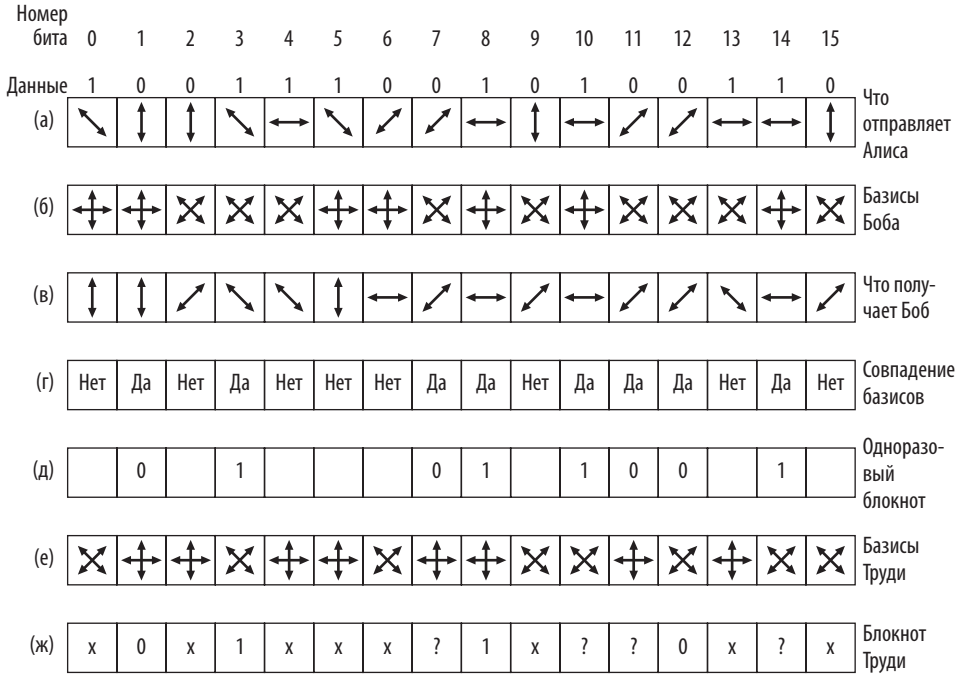 Номер
бита 0 1 2 3 4 5 6 7 8 9 10 11 12 13 14 15
Данные 1 0 0 1 1 1 0 0 1 0 1 0 0 1 1 0
(а) Что
отправляет
Алиса
(б) Базисы
Боба
(в) Что полу-
чает Боб
(г) Нет Да Нет Да Нет Нет Нет Да Да Нет Да Да Да Нет Да Нет Совпадение
базисов
(д) 0 1 0 1 1 0 0 1 Одноразо-
вый
блокнот
(е) Базисы
Труди
(ж) x 0 x 1 x x x ? 1 x ? ? 0 x ? x Блокнот
Труди